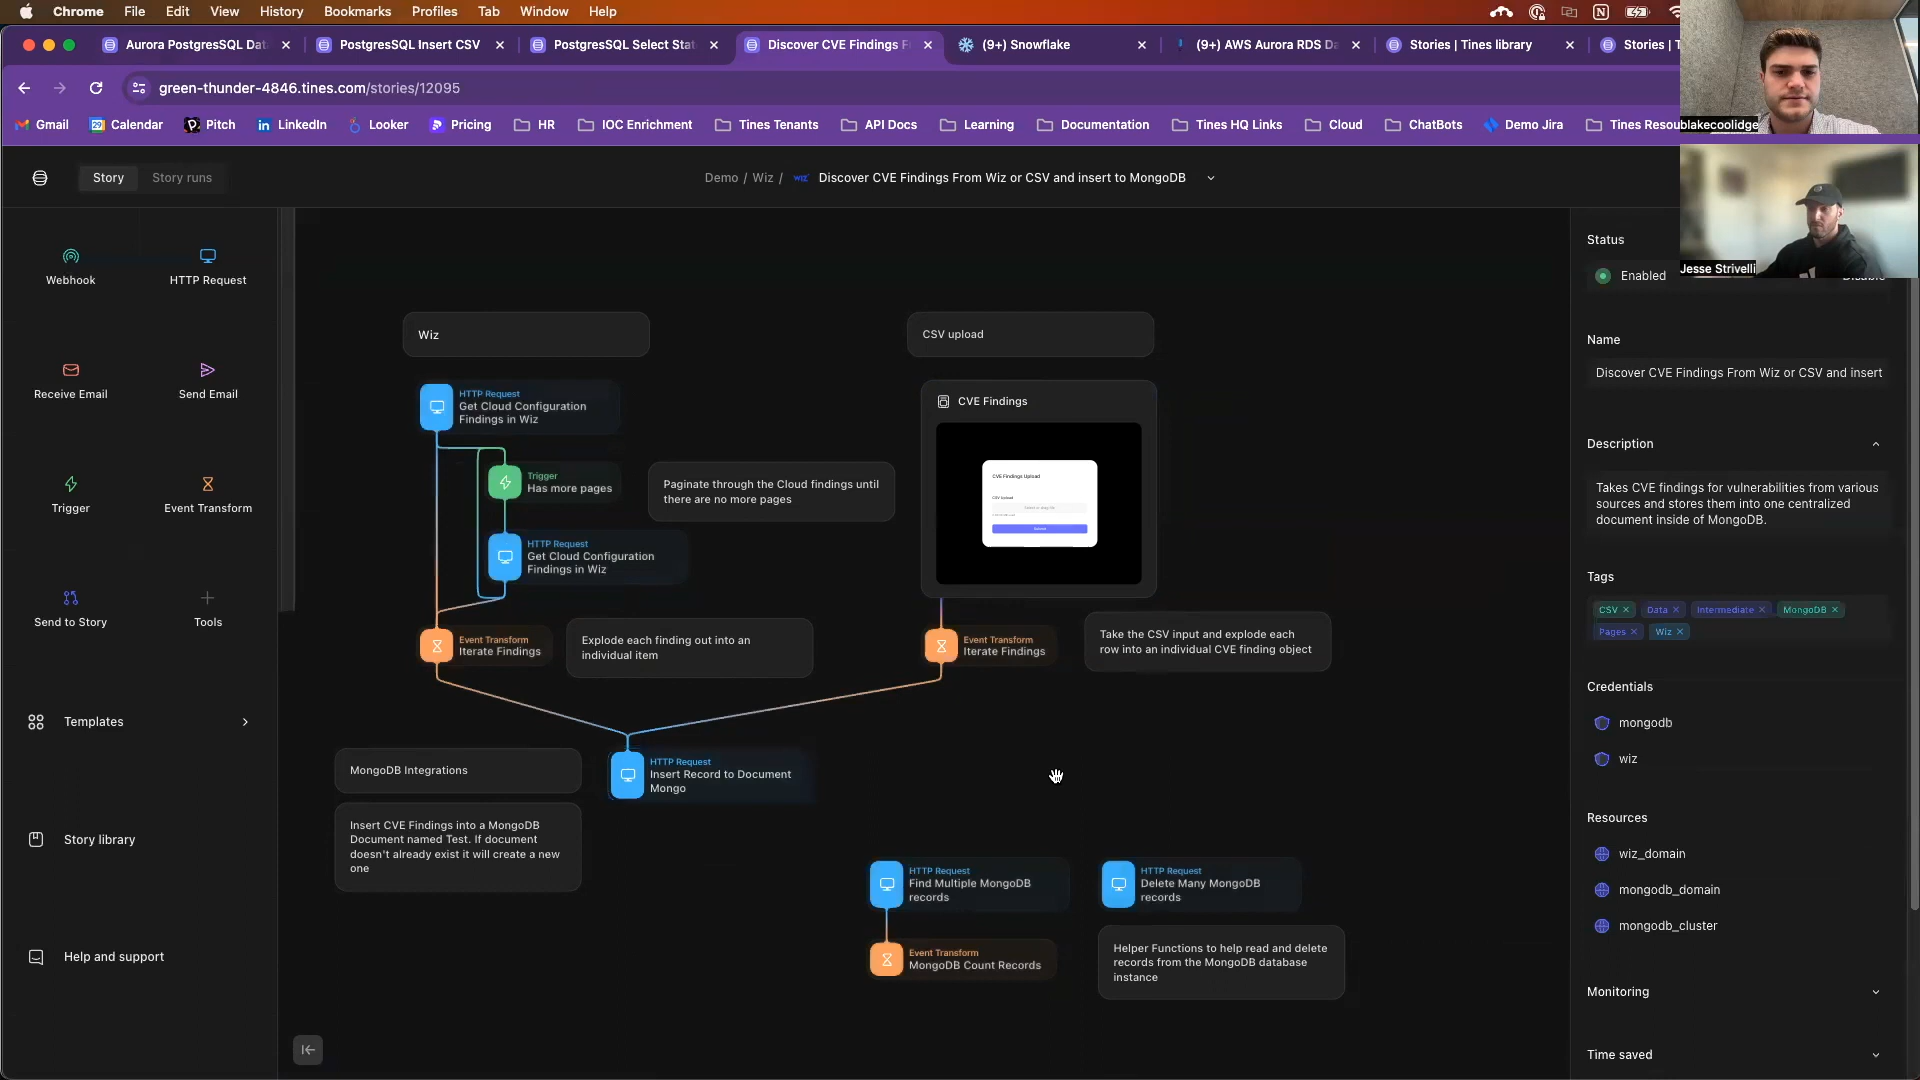 Chrome File Edit View History Bookmarks Profiles Tab Window Help
Aurora PostgresSQL Dat
PostgresSQL Insert CSV
PostgresSQL Select Stat
Discover CVE Findings F
(9+) Snowflake
(9+) AWS Aurora RDS Da
Stories | Tines library
Stories | T
green-thunder-4846.tines.com/stories/12095
Gmail
Calendar
Pitch
LinkedIn
Looker
Pricing
HR
IOC Enrichment
Tines Tenants
API Docs
Learning
Documentation
Tines HQ Links
Cloud
ChatBots
Demo Jira
Tines Resou
blakecoolidge
Jesse Strivelli
Story
Story runs
Demo / Wiz / WIZ Discover CVE Findings From Wiz or CSV and insert to MongoDB
Webhook
HTTP Request
Receive Email
Send Email
Trigger
Event Transform
Send to Story
Tools
Templates
Story library
Help and support
Wiz
HTTP Request
Get Cloud Configuration
Findings in Wiz
Trigger
Has more pages
Paginate through the Cloud findings until
there are no more pages
HTTP Request
Get Cloud Configuration
Findings in Wiz
Event Transform
Iterate Findings
Explode each finding out into an
individual item
CSV upload
CVE Findings
CVE Findings Upload
CSV Upload
Submit
Event Transform
Iterate Findings
Take the CSV input and explode each
row into an individual CVE finding object
MongoDB Integrations
Insert CVE Findings into a MongoDB
Document named Test. If document
doesn't already exist it will create a new
one
HTTP Request
Insert Record to Document
Mongo
HTTP Request
Find Multiple MongoDB
records
Event Transform
MongoDB Count Records
HTTP Request
Delete Many MongoDB
records
Helper Functions to help read and delete
records from the MongoDB database
instance
Status
Enabled
Disable
Name
Discover CVE Findings From Wiz or CSV and insert
Description
Takes CVE findings for vulnerabilities from various
sources and stores them into one centralized
document inside of MongoDB.
Tags
CSV Data Intermediate MongoDB
Pages Wiz
Credentials
mongodb
wiz
Resources
wiz_domain
mongodb_domain
mongodb_cluster
Monitoring
Time saved